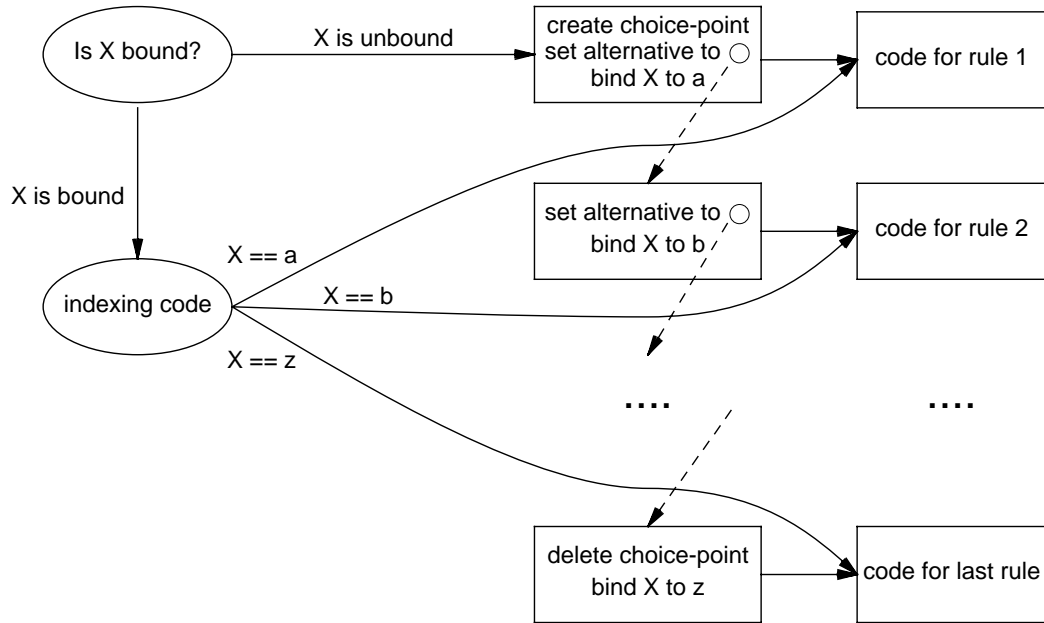 Is X bound?
X is unbound
create choice-point
set alternative to
bind X to a
code for rule 1
X is bound
set alternative to
bind X to b
code for rule 2
indexing code
X == a
X == b
X == z
....
....
delete choice-point
bind X to z
code for last rule